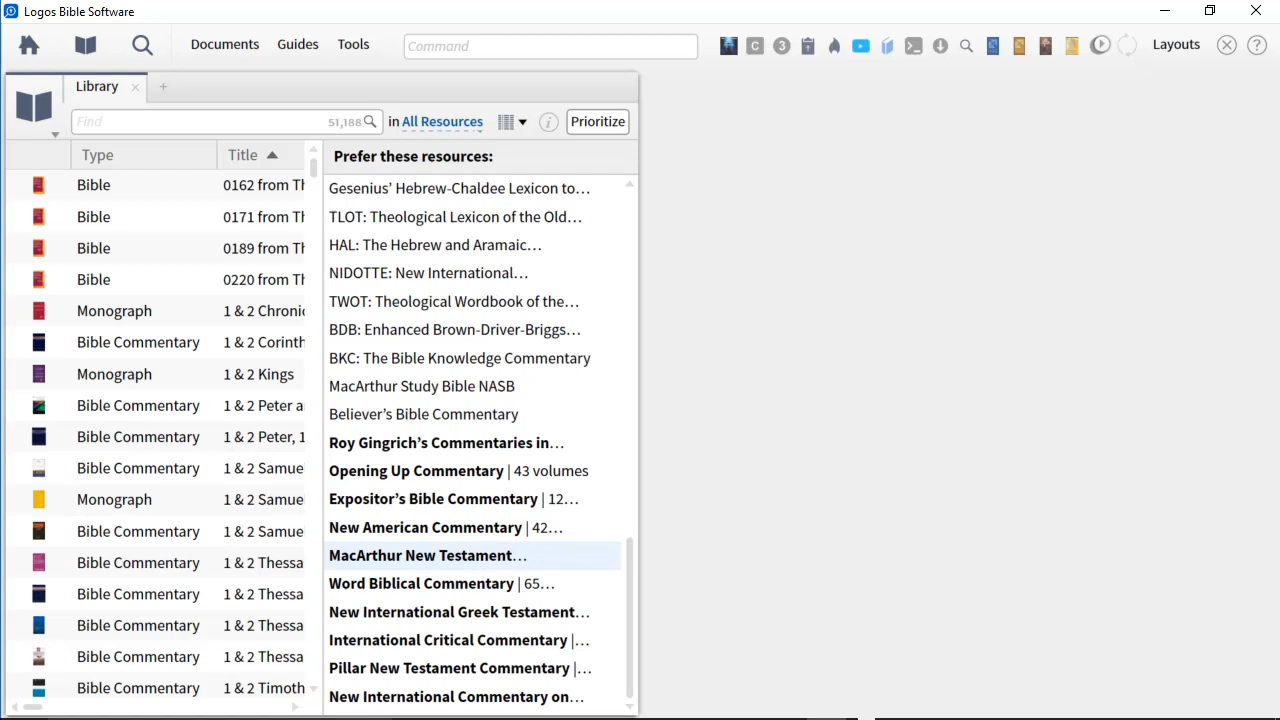 Logos Bible Software
Documents Guides Tools Command Layouts
Library
Find 51,188 in All Resources Prioritize
Type Title
Prefer these resources:
Bible 0162 from Th
Bible 0171 from Th
Bible 0189 from Th
Bible 0220 from Th
Monograph 1 & 2 Chronic
Bible Commentary 1 & 2 Corinth
Monograph 1 & 2 Kings
Bible Commentary 1 & 2 Peter a
Bible Commentary 1 & 2 Peter, 1
Bible Commentary 1 & 2 Samue
Monograph 1 & 2 Samue
Bible Commentary 1 & 2 Samue
Bible Commentary 1 & 2 Thessa
Bible Commentary 1 & 2 Thessa
Bible Commentary 1 & 2 Thessa
Bible Commentary 1 & 2 Thessa
Bible Commentary 1 & 2 Timoth
Gesenius’ Hebrew-Chaldee Lexicon to…
TLOT: Theological Lexicon of the Old…
HAL: The Hebrew and Aramaic…
NIDOTTE: New International…
TWOT: Theological Wordbook of the…
BDB: Enhanced Brown-Driver-Briggs…
BKC: The Bible Knowledge Commentary
MacArthur Study Bible NASB
Believer’s Bible Commentary
Roy Gingrich’s Commentaries in…
Opening Up Commentary | 43 volumes
Expositor’s Bible Commentary | 12…
New American Commentary | 42…
MacArthur New Testament…
Word Biblical Commentary | 65…
New International Greek Testament…
International Critical Commentary |…
Pillar New Testament Commentary |…
New International Commentary on…